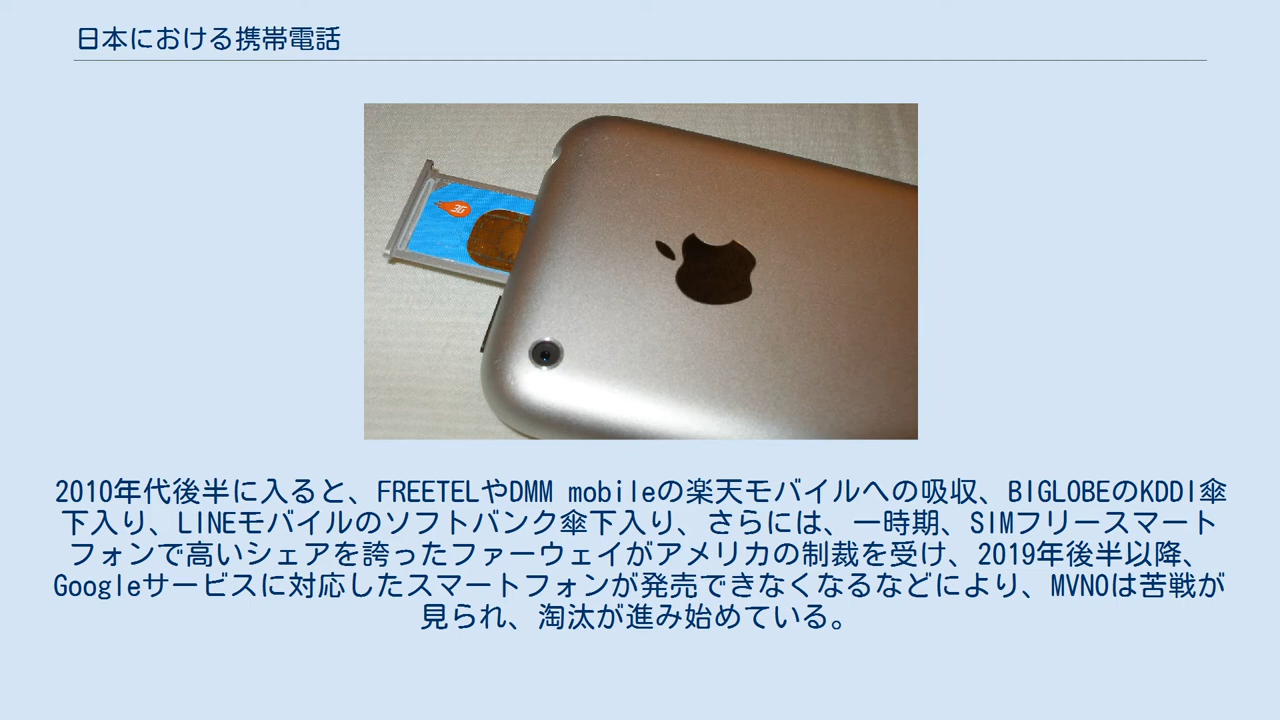 日本における携帯電話
3G
2010年代後半に入ると、FREETELやDMM mobileの楽天モバイルへの吸収、BIGLOBEのKDDI傘
下入り、LINEモバイルのソフトバンク傘下入り、さらには、一時期、SIMフリースマート
フォンで高いシェアを誇ったファーウェイがアメリカの制裁を受け、2019年後半以降、
Googleサービスに対応したスマートフォンが発売できなくなるなどにより、MVNOは苦戦が
見られ、淘汰が進み始めている。